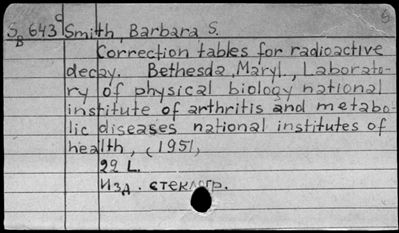 S 643 c Smith, Barbara S.
B
Correction tables for radioactive
decay. Bethesda, Maryl., Laborato-
ry of physical biology national
institute of arthritis and metabo-
lic diseases national institutes of
health, (1951,
22 L.
Изд. стеклогр.